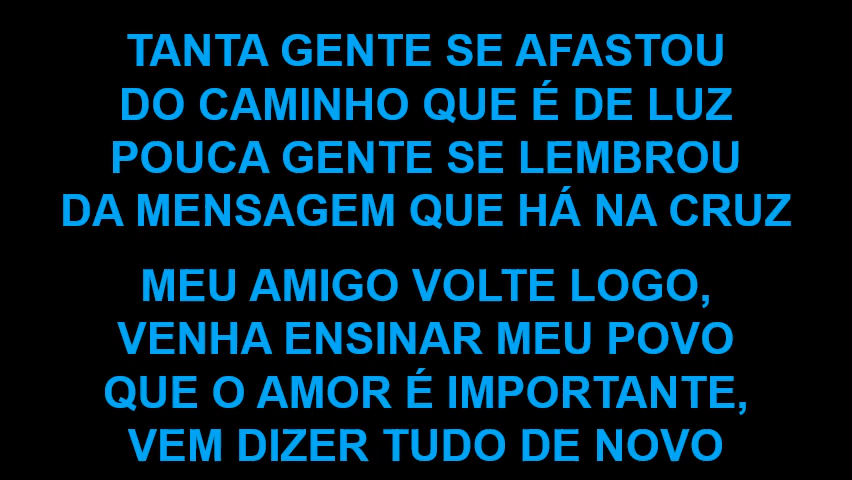 TANTA GENTE SE AFASTOU
DO CAMINHO QUE É DE LUZ
POUCA GENTE SE LEMBROU
DA MENSAGEM QUE HÁ NA CRUZ
MEU AMIGO VOLTE LOGO,
VENHA ENSINAR MEU POVO
QUE O AMOR É IMPORTANTE,
VEM DIZER TUDO DE NOVO